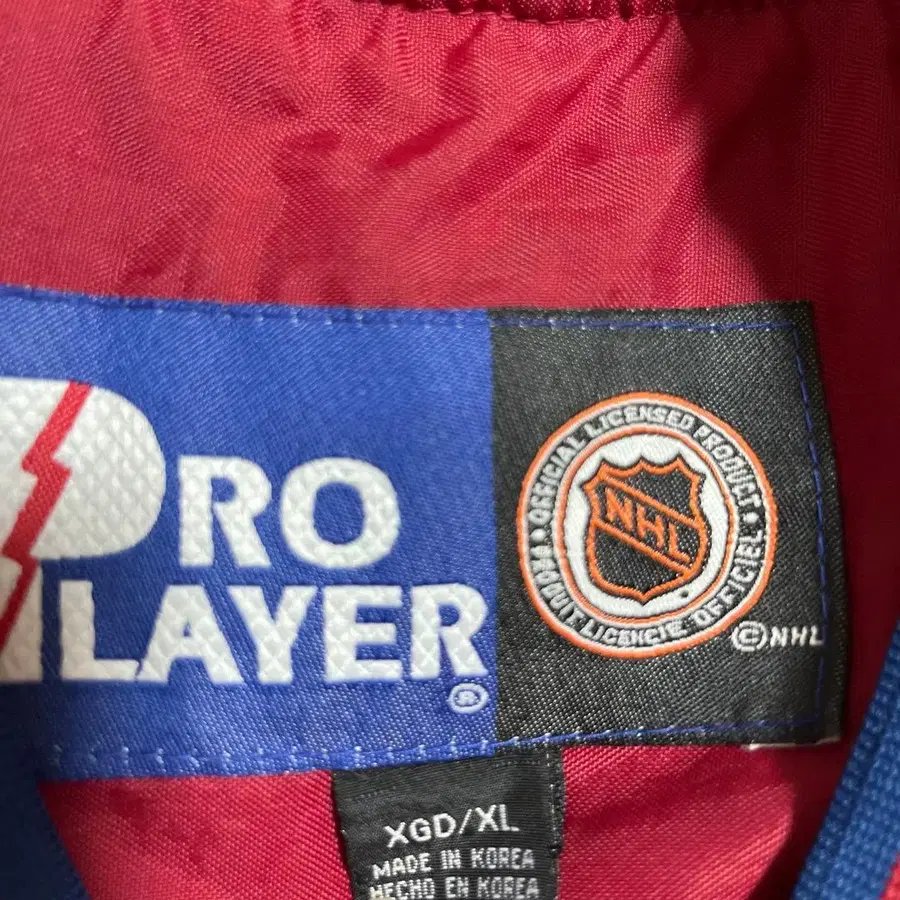 PRO
PLAYER
®
OFFICIAL LICENSED PRODUCT
NHL
PRODUIT LICENCIÉ OFFICIEL
© NHL
XGD/XL
MADE IN KOREA
HECHO EN KOREA